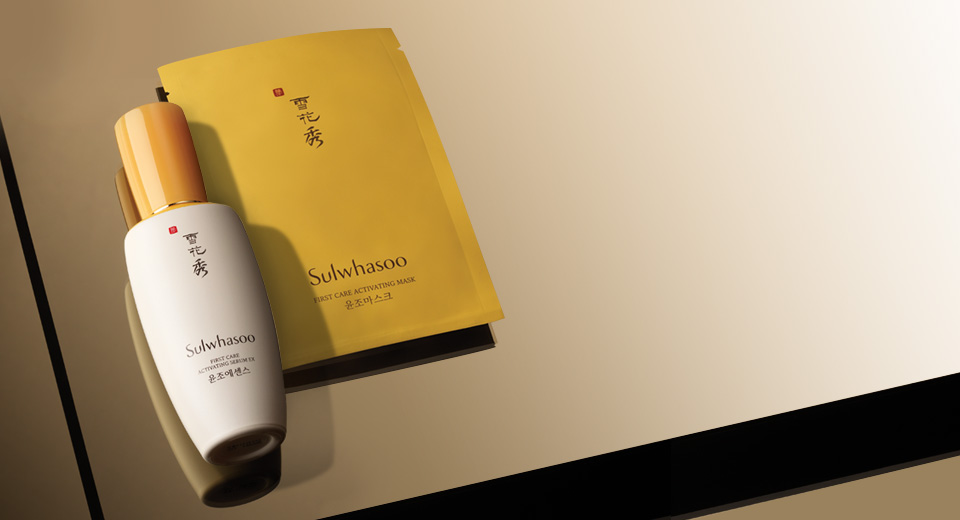 雪
花
秀
Sulwhasoo
FIRST CARE ACTIVATING MASK
윤조마스크
雪
花
秀
Sulwhasoo
FIRST CARE
ACTIVATING SERUM EX
윤조에센스